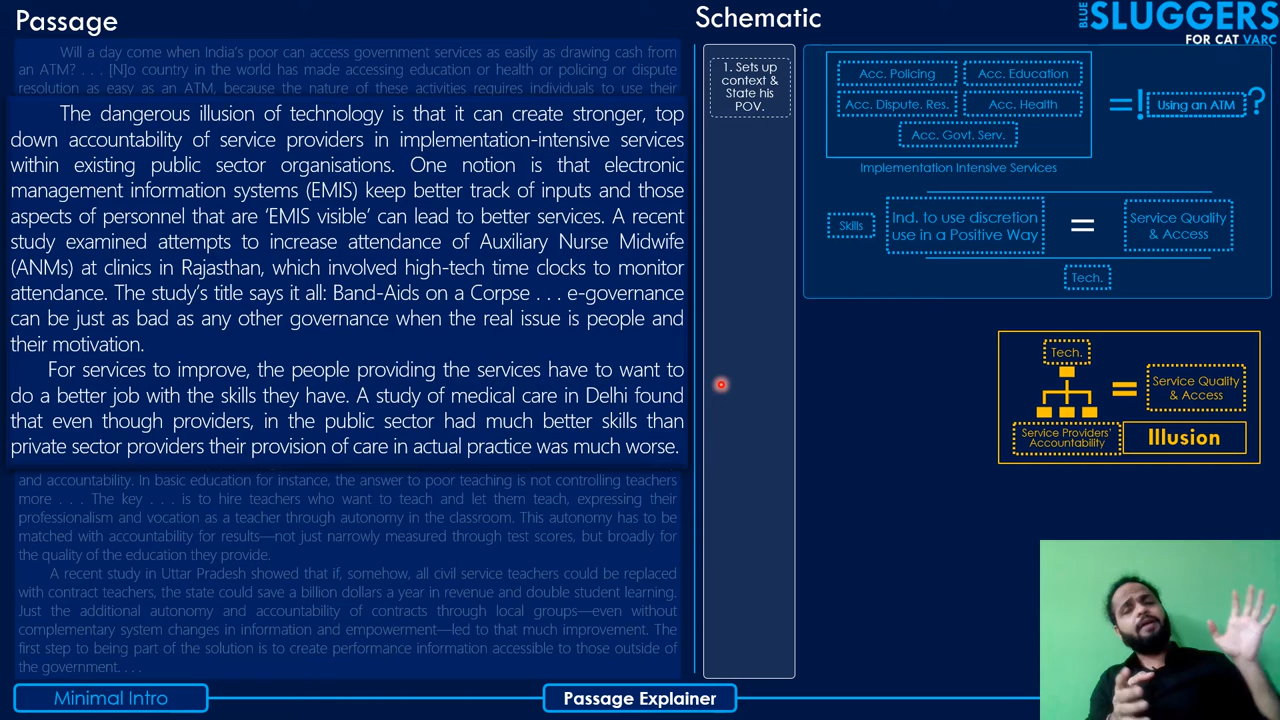 Passage
Will a day come when India's poor can access government services as easily as drawing cash from
an ATM? . . . [N]o country in the world has made accessing education or health or policing or dispute
resolution as easy as an ATM, because the nature of these activities requires individuals to use their
The dangerous illusion of technology is that it can create stronger, top
down accountability of service providers in implementation-intensive services
within existing public sector organisations. One notion is that electronic
management information systems (EMIS) keep better track of inputs and those
aspects of personnel that are 'EMIS visible' can lead to better services. A recent
study examined attempts to increase attendance of Auxiliary Nurse Midwife
(ANMs) at clinics in Rajasthan, which involved high-tech time clocks to monitor
attendance. The study's title says it all: Band-Aids on a Corpse . . . e-governance
can be just as bad as any other governance when the real issue is people and
their motivation.
For services to improve, the people providing the services have to want to
do a better job with the skills they have. A study of medical care in Delhi found
that even though providers, in the public sector had much better skills than
private sector providers their provision of care in actual practice was much worse.
and accountability. In basic education for instance, the answer to poor teaching is not controlling teachers
more . . . The key . . . is to hire teachers who want to teach and let them teach, expressing their
professionalism and vocation as a teacher through autonomy in the classroom. This autonomy has to be
matched with accountability for results—not just narrowly measured through test scores, but broadly for
the quality of the education they provide.
A recent study in Uttar Pradesh showed that if, somehow, all civil service teachers could be replaced
with contract teachers, the state could save a billion dollars a year in revenue and double student learning.
Just the additional autonomy and accountability of contracts through local groups—even without
complementary system changes in information and empowerment—led to that much improvement. The
first step to being part of the solution is to create performance information accessible to those outside of
the government. . . .
Schematic
BLUE
SLUGGERS
FOR CAT VARC
1. Sets up
context &
State his
POV.
Acc. Policing
Acc. Education
Acc. Dispute. Res.
Acc. Health
Acc. Govt. Serv.
=! Using an ATM ?
Implementation Intensive Services
Skills
Ind. to use discretion
use in a Positive Way
=
Service Quality
& Access
Tech.
Tech.
=
Service Quality
& Access
Service Providers'
Accountability
Illusion
Minimal Intro
Passage Explainer